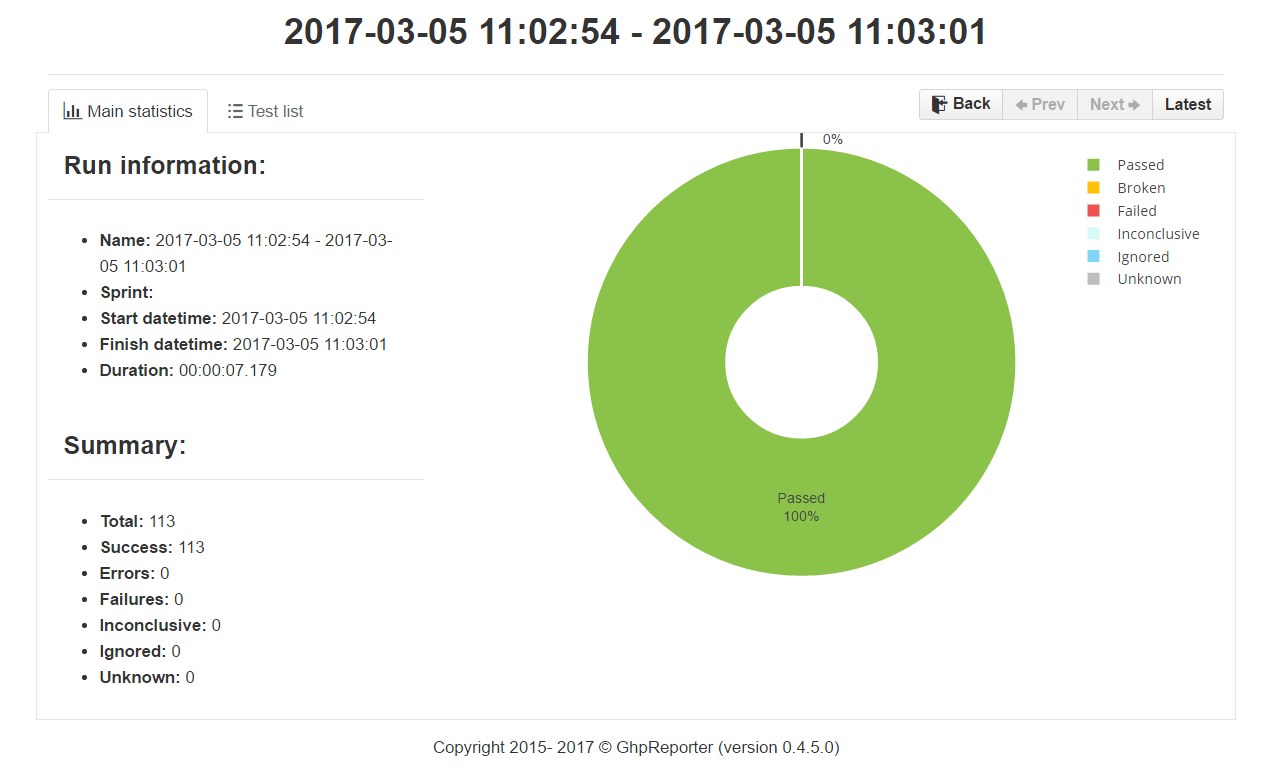 2017-03-05 11:02:54 - 2017-03-05 11:03:01
Main statistics
Test list
Back
Prev
Next
Latest
Run information:
Name: 2017-03-05 11:02:54 - 2017-03-
05 11:03:01
Sprint:
Start datetime: 2017-03-05 11:02:54
Finish datetime: 2017-03-05 11:03:01
Duration: 00:00:07.179
Summary:
Total: 113
Success: 113
Errors: 0
Failures: 0
Inconclusive: 0
Ignored: 0
Unknown: 0
0%
Passed
100%
Passed
Broken
Failed
Inconclusive
Ignored
Unknown
Copyright 2015- 2017 © GhpReporter (version 0.4.5.0)